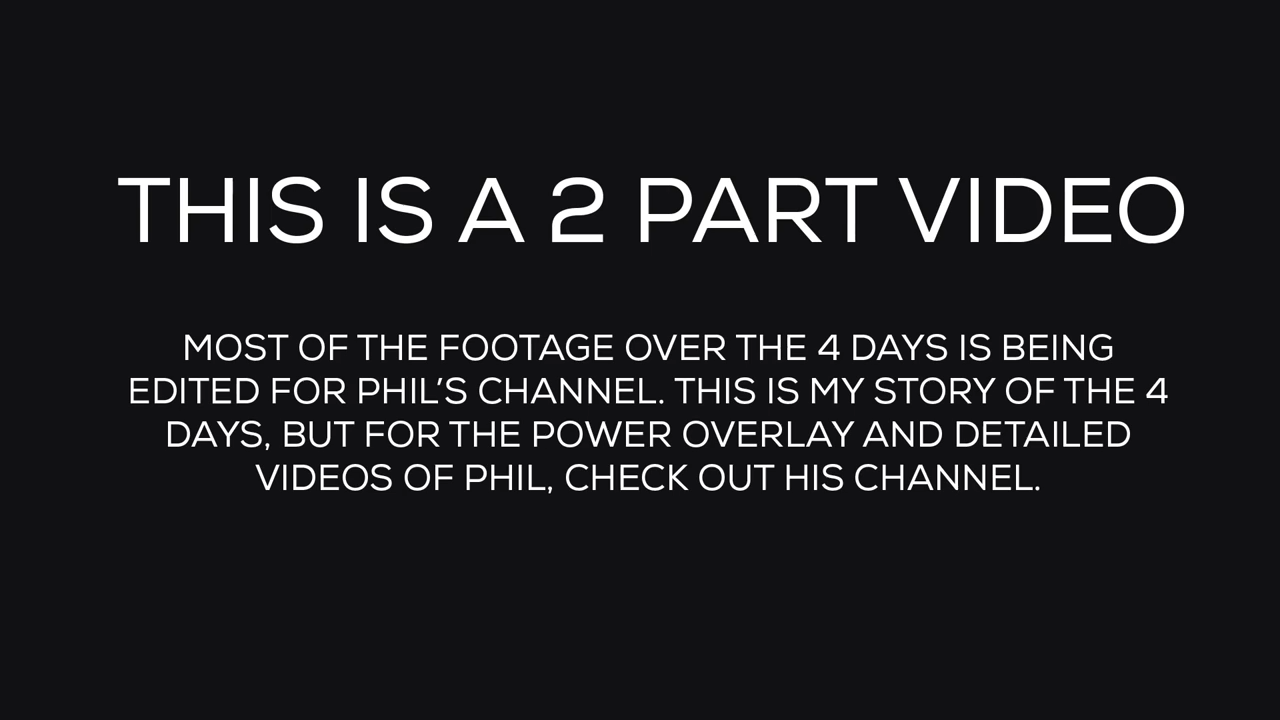 THIS IS A 2 PART VIDEO
MOST OF THE FOOTAGE OVER THE 4 DAYS IS BEING
EDITED FOR PHIL'S CHANNEL. THIS IS MY STORY OF THE 4
DAYS, BUT FOR THE POWER OVERLAY AND DETAILED
VIDEOS OF PHIL, CHECK OUT HIS CHANNEL.